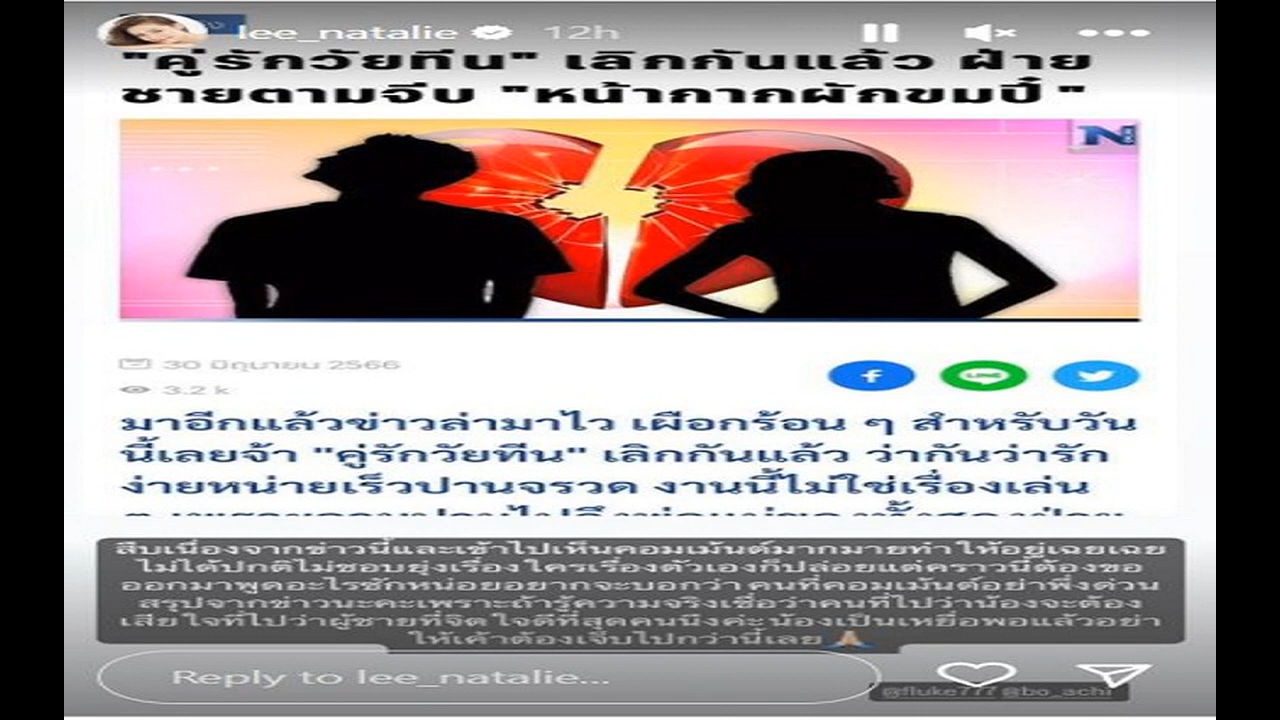 lee_natalie 12h
"คู่รักวัยทีน" เลิกกันแล้ว ฝ่าย
ชายตามจีบ "หน้ากากผักขมปี๋"
N
30 มิถุนายน 2566
3.2 k
f LINE
มาอีกแล้วข่าวล่ามาไว เผือกร้อน ๆ สำหรับวัน
นี้เลยจ้า "คู่รักวัยทีน" เลิกกันแล้ว ว่ากันว่ารัก
ง่ายหน่ายเร็วปานจรวด งานนี้ไม่ใช่เรื่องเล่น
สืบเนื่องจากข่าวนี้และเข้าไปเห็นคอมเม้นต์มากมายทำให้อยู่เฉยเฉย
ไม่ได้ปกติไม่ชอบยุ่งเรื่องใครเรื่องตัวเองก็ปล่อยแต่คราวนี้ต้องขอ
ออกมาพูดอะไรซักหน่อยอยากจะบอกว่า คนที่คอมเม้นต์อย่าพึ่งด่วน
สรุปจากข่าวนะคะเพราะถ้ารู้ความจริงเชื่อว่าคนที่ไปว่าน้องจะต้อง
เสียใจที่ไปว่าผู้ชายที่จิตใจดีที่สุดคนนึงค่ะน้องเป็นเหยื่อพอแล้วอย่า
ให้เค้าต้องเจ็บไปกว่านี้เลย🙏🏼
Reply to lee_natalie...
@fluke777 @bo_achi